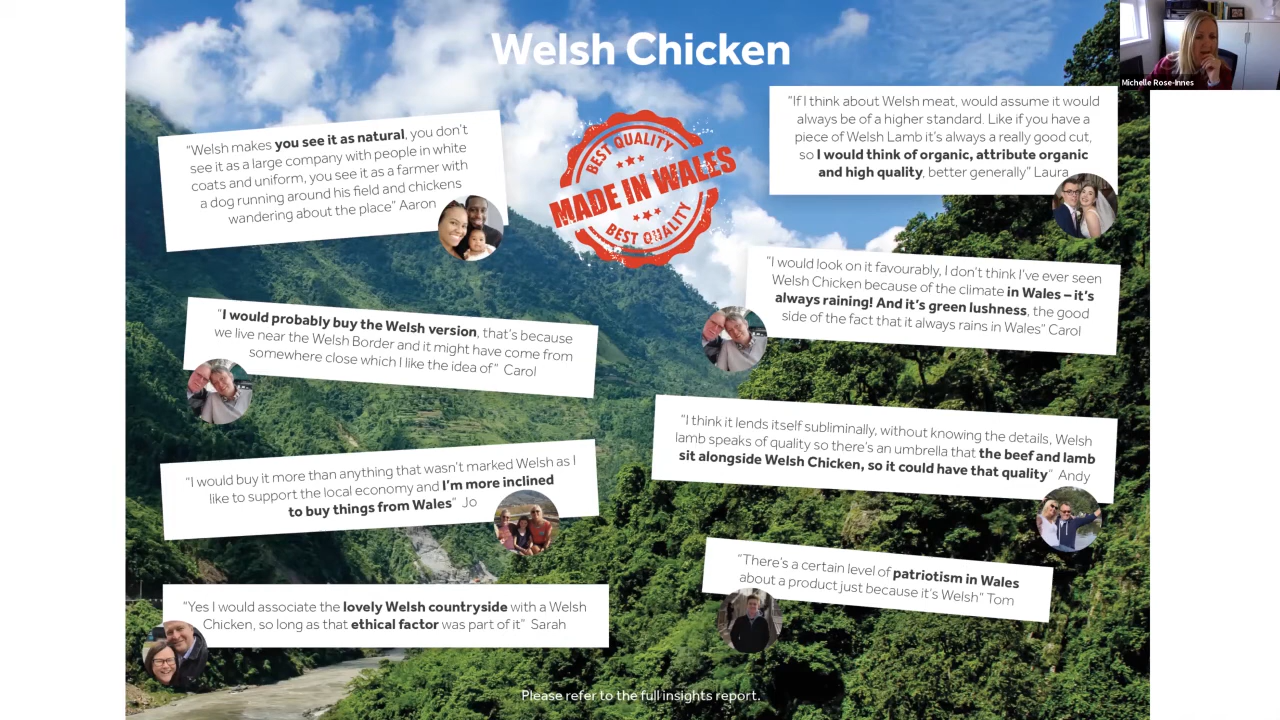 Welsh Chicken
Michelle Rose-Innes
"Welsh makes you see it as natural, you don't
see it as a large company with people in white
coats and uniform, you see it as a farmer with
a dog running around his field and chickens
wandering about the place" Aaron
BEST QUALITY
MADE IN WALES
BEST QUALITY
"If I think about Welsh meat, would assume it would
always be of a higher standard. Like if you have a
piece of Welsh Lamb it's always a really good cut,
so I would think of organic, attribute organic
and high quality, better generally" Laura
"I would look on it favourably, I don't think I've ever seen
Welsh Chicken because of the climate in Wales – it's
always raining! And it's green lushness, the good
side of the fact that it always rains in Wales" Carol
"I would probably buy the Welsh version, that's because
we live near the Welsh Border and it might have come from
somewhere close which I like the idea of" Carol
"I think it lends itself subliminally, without knowing the details, Welsh
lamb speaks of quality so there's an umbrella that the beef and lamb
sit alongside Welsh Chicken, so it could have that quality" Andy
"I would buy it more than anything that wasn't marked Welsh as I
like to support the local economy and I'm more inclined
to buy things from Wales" Jo
"There's a certain level of patriotism in Wales
about a product just because it's Welsh" Tom
"Yes I would associate the lovely Welsh countryside with a Welsh
Chicken, so long as that ethical factor was part of it" Sarah
Please refer to the full insights report.